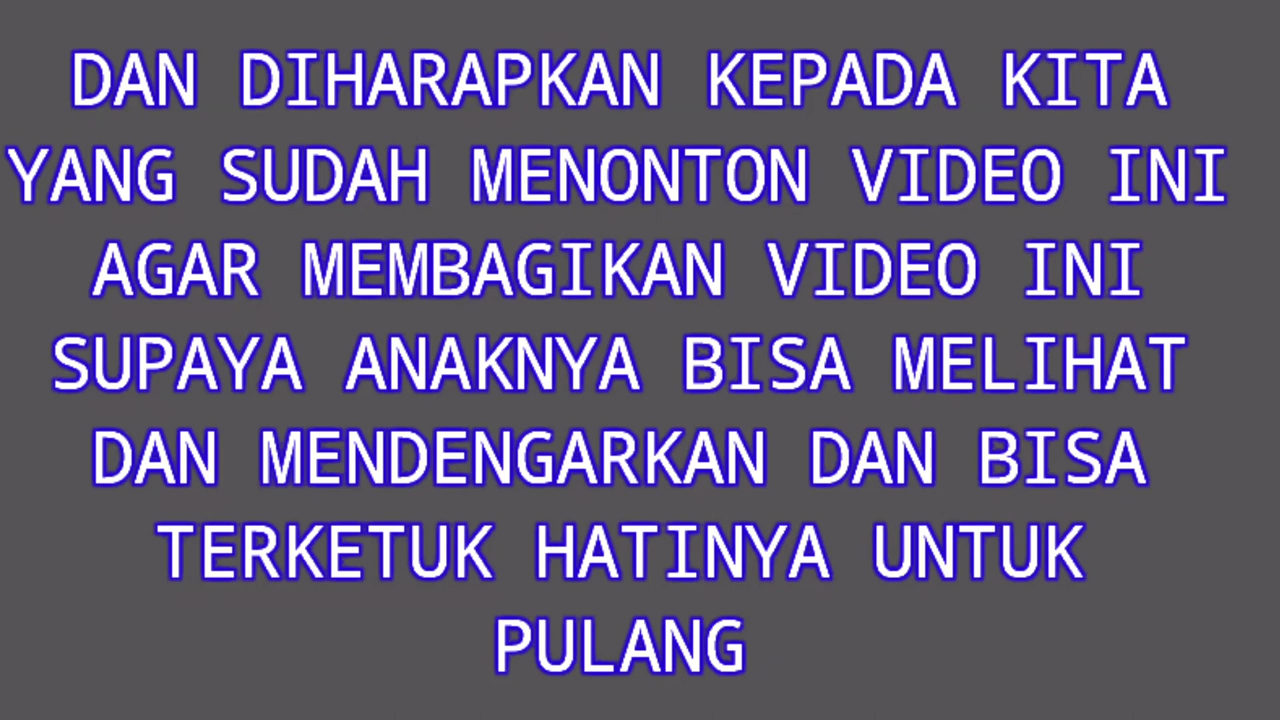 DAN DIHARAPKAN KEPADA KITA
YANG SUDAH MENONTON VIDEO INI
AGAR MEMBAGIKAN VIDEO INI
SUPAYA ANAKNYA BISA MELIHAT
DAN MENDENGARKAN DAN BISA
TERKETUK HATINYA UNTUK
PULANG